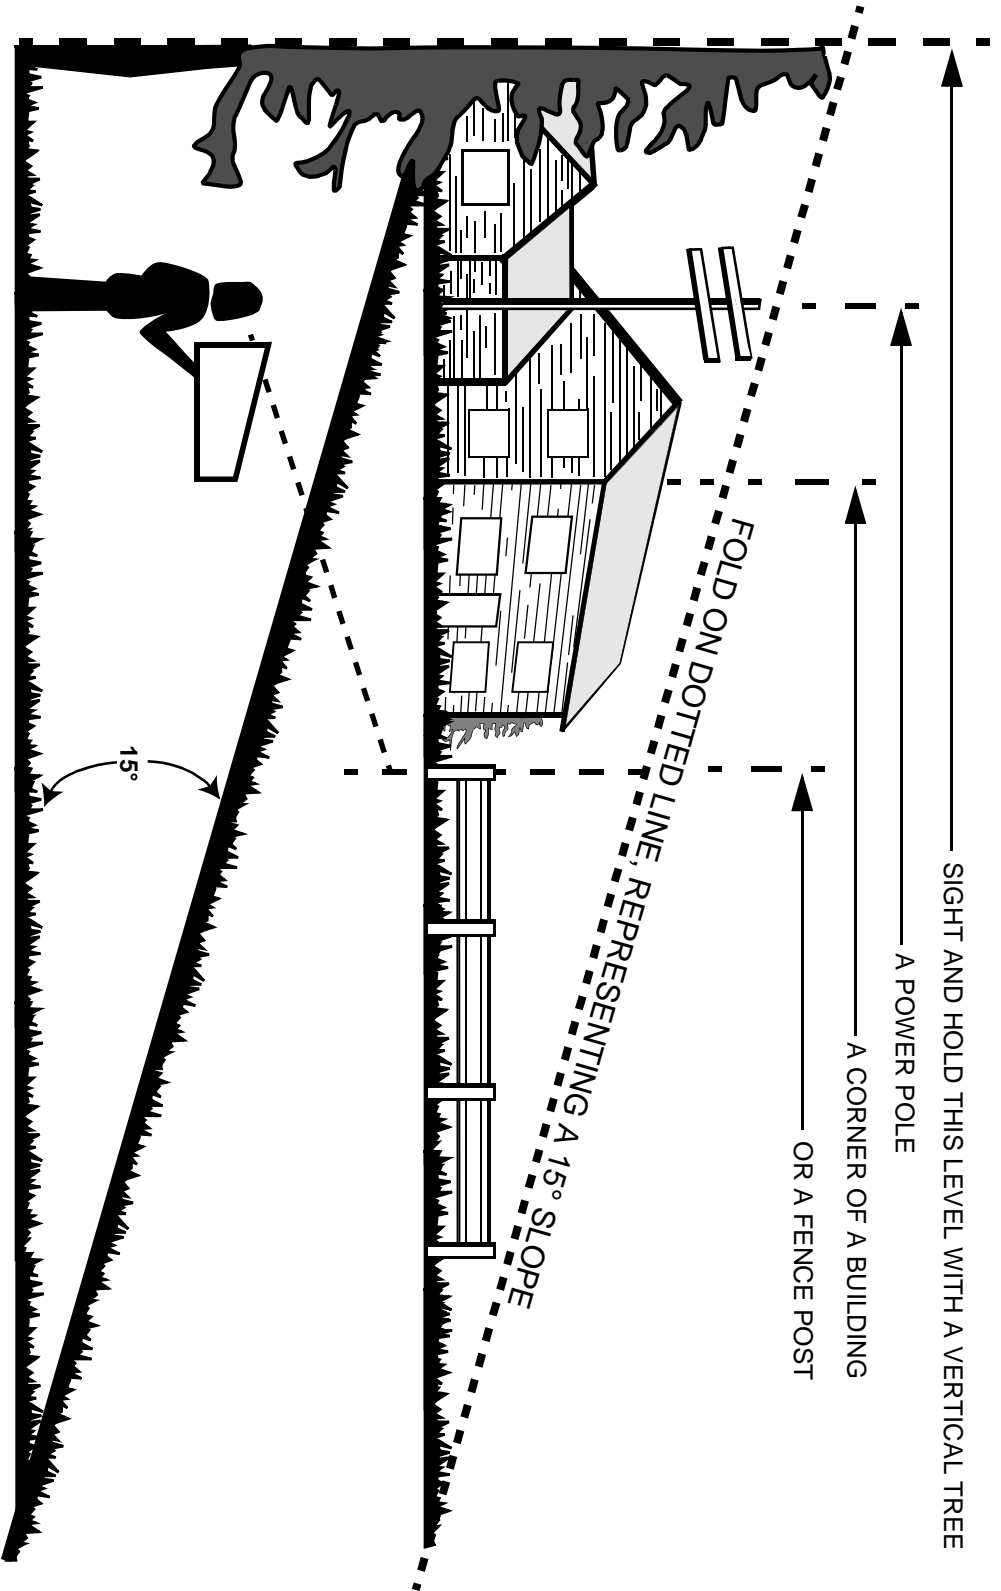 SIGHT AND HOLD THIS LEVEL WITH A VERTICAL TREE
A POWER POLE
A CORNER OF A BUILDING
OR A FENCE POST
FOLD ON DOTTED LINE, REPRESENTING A 15° SLOPE
15°